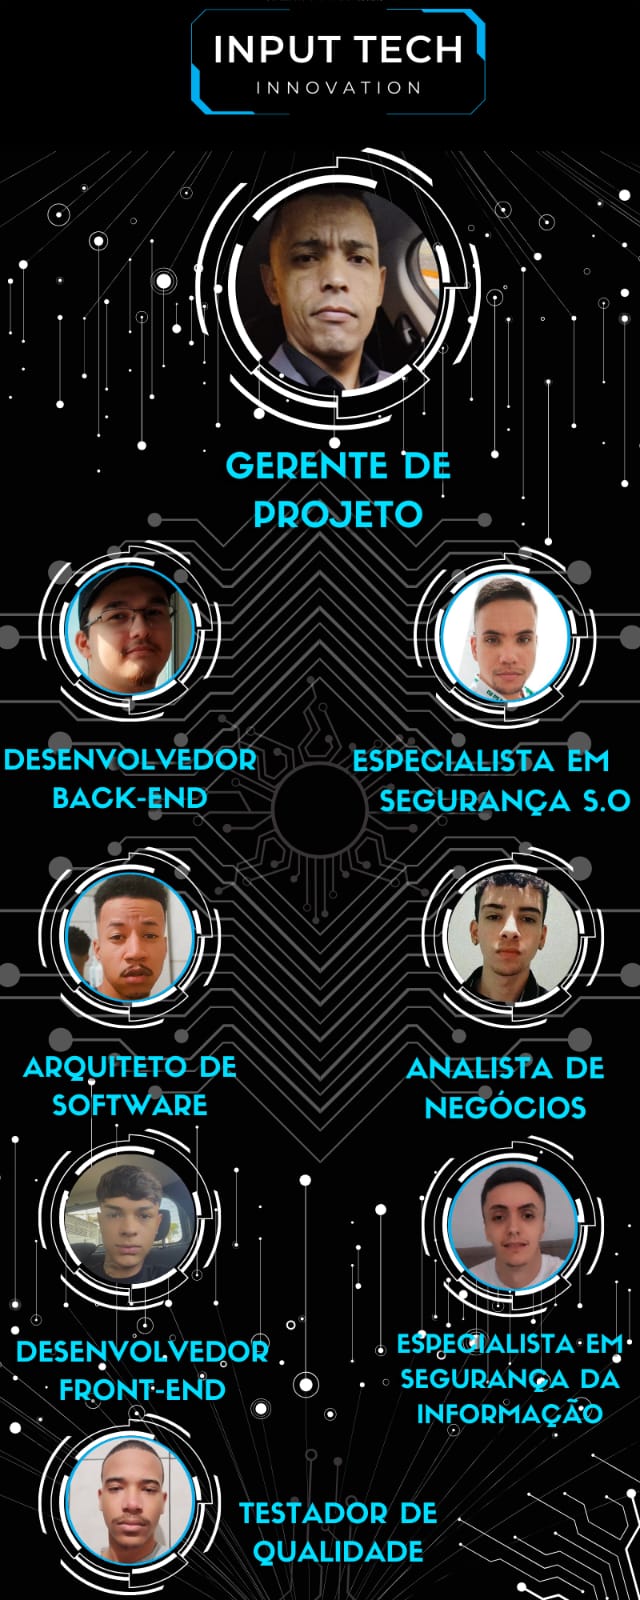 INPUT TECH
INNOVATION
GERENTE DE
PROJETO
DESENVOLVEDOR
BACK-END
ESPECIALISTA EM
SEGURANÇA S.O
ARQUITETO DE
SOFTWARE
ANALISTA DE
NEGÓCIOS
DESENVOLVEDOR
FRONT-END
ESPECIALISTA EM
SEGURANÇA DA
INFORMAÇÃO
TESTADOR DE
QUALIDADE